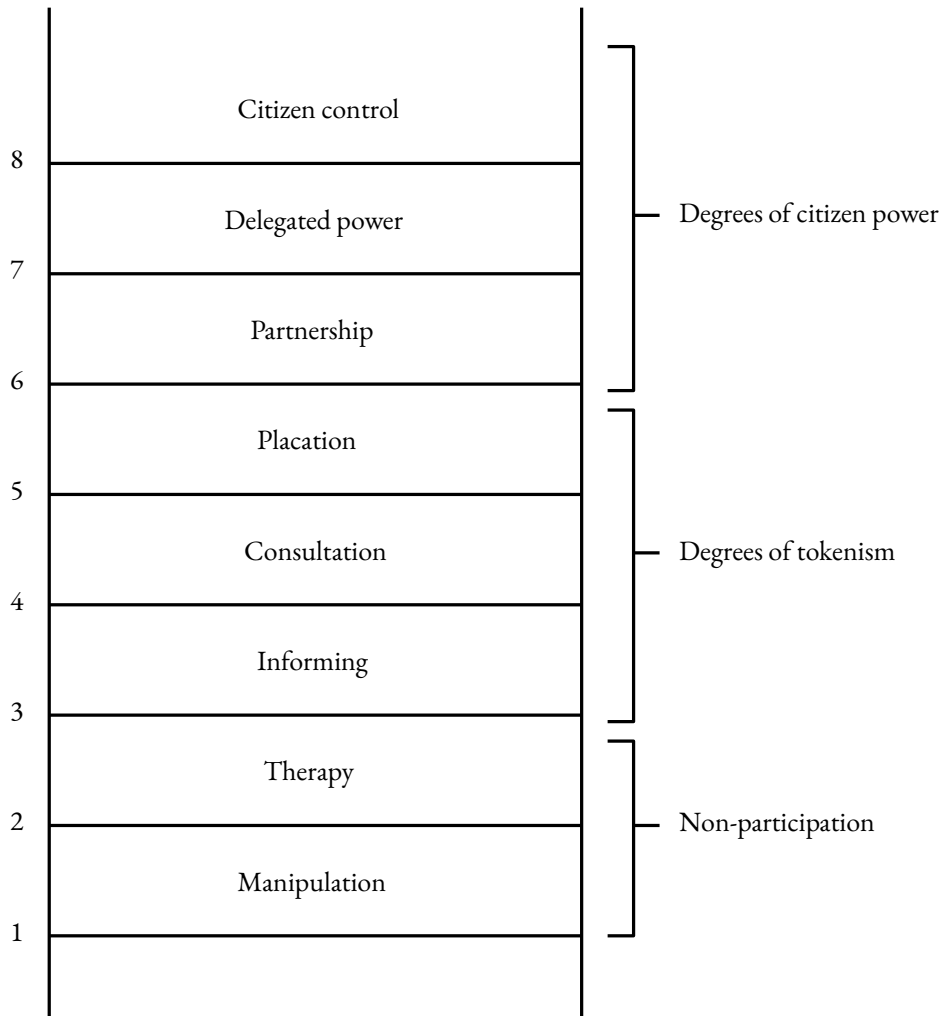 Citizen control
8
Delegated power
Degrees of citizen power
7
Partnership
6
Placation
5
Consultation
Degrees of tokenism
4
Informing
3
Therapy
2
Non-participation
Manipulation
1